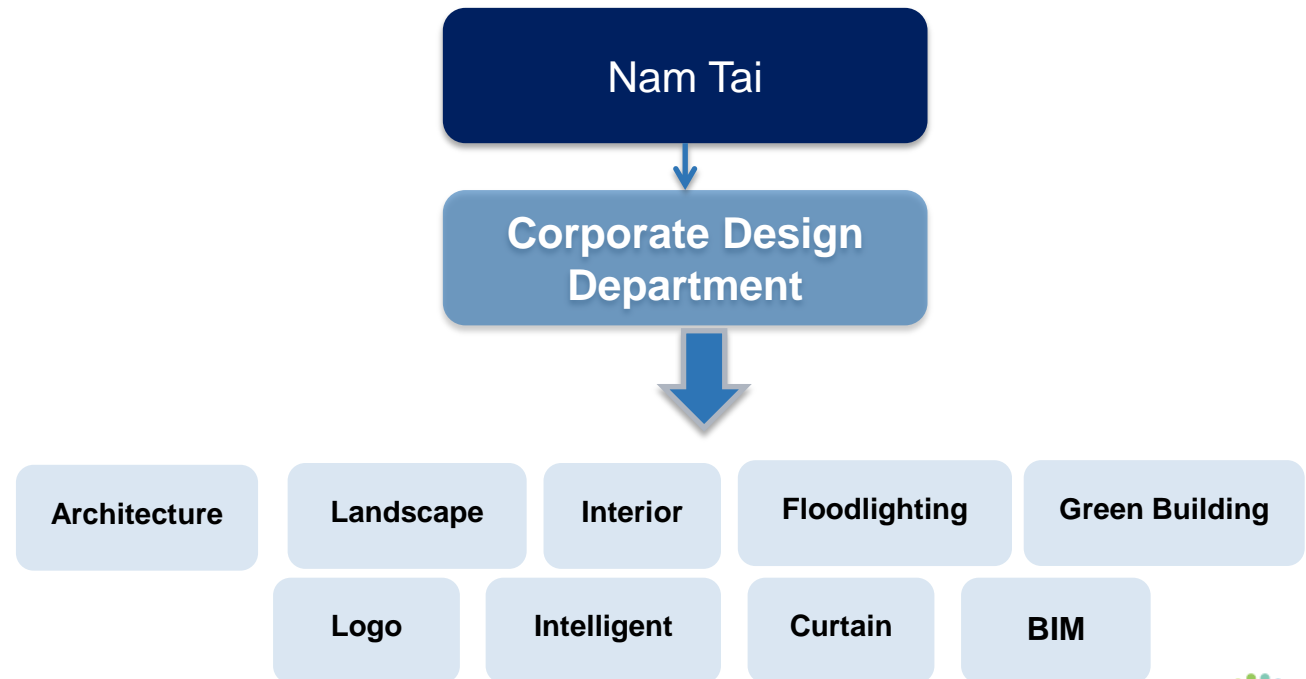 Nam Tai
Corporate Design
Department
Architecture
Landscape
Interior
Floodlighting
Green Building
Logo
Intelligent
Curtain
BIM